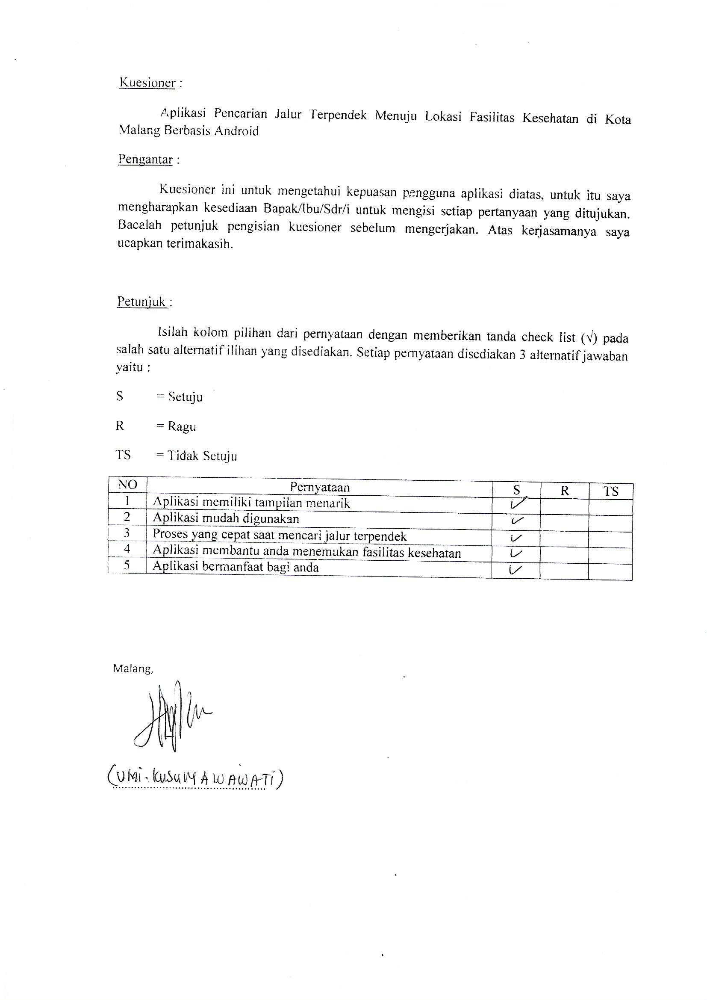 Kuesioner :
Aplikasi Pencarian Jalur Terpendek Menuju Lokasi Fasilitas Kesehatan di Kota
Malang Berbasis Android
Pengantar :
Kuesioner ini untuk mengetahui kepuasan pengguna aplikasi diatas, untuk itu saya
mengharapkan kesediaan Bapak/Ibu/Sdr/i untuk mengisi setiap pertanyaan yang ditujukan.
Bacalah petunjuk pengisian kuesioner sebelum mengerjakan. Atas kerjasamanya saya
ucapkan terimakasih.
Petunjuk :
Isilah kolom pilihan dari pernyataan dengan memberikan tanda check list (√) pada
salah satu alternatif ilihan yang disediakan. Setiap pernyataan disediakan 3 alternatif jawaban
yaitu :
S = Setuju
R = Ragu
TS = Tidak Setuju
NO Pernyataan S R TS
1 Aplikasi memiliki tampilan menarik ✓
2 Aplikasi mudah digunakan ✓
3 Proses yang cepat saat mencari jalur terpendek ✓
4 Aplikasi membantu anda menemukan fasilitas kesehatan ✓
5 Aplikasi bermanfaat bagi anda ✓
Malang,
(UMi. KUSUMAWAWATi)